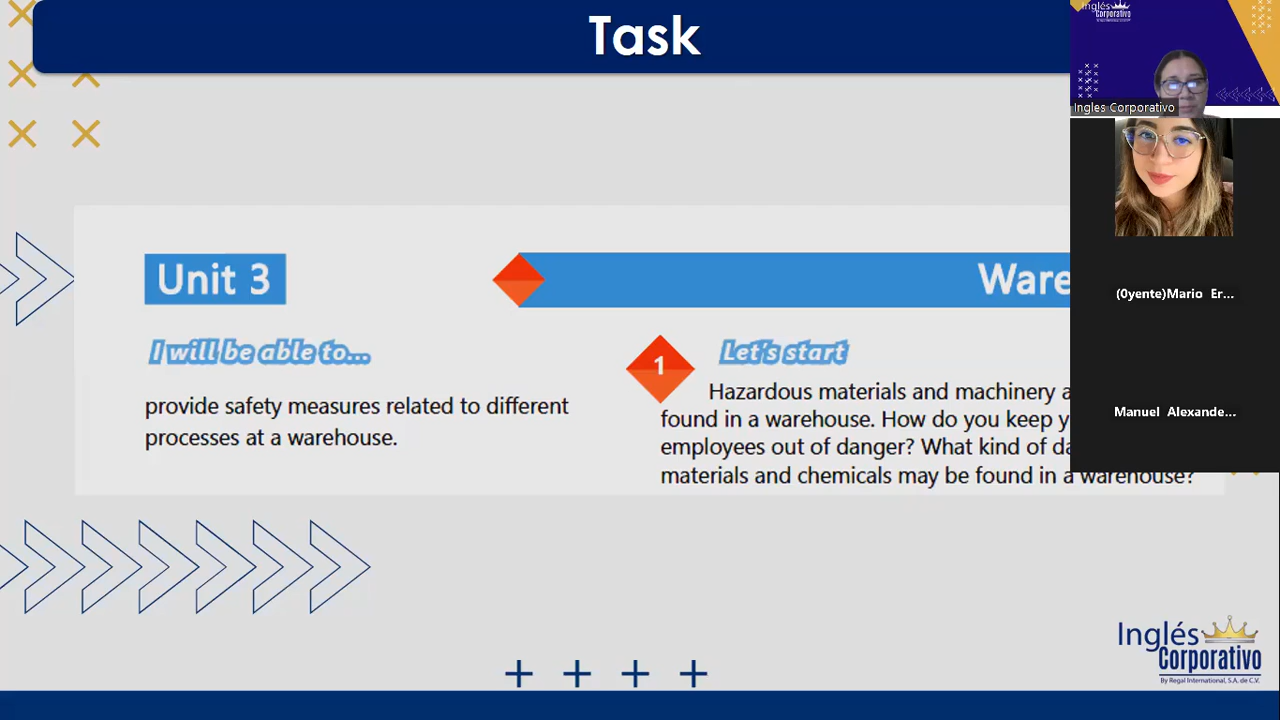 Task
Inglés
Corporativo
Ingles Corporativo
(0yente)Mario Er...
Manuel Alexande...
Unit 3
Ware
I will be able to...
provide safety measures related to different
processes at a warehouse.
1
Let's start
Hazardous materials and machinery a
found in a warehouse. How do you keep y
employees out of danger? What kind of da
materials and chemicals may be found in a warehouse?
Inglés
Corporativo
By Regal International, S.A. de C.V.